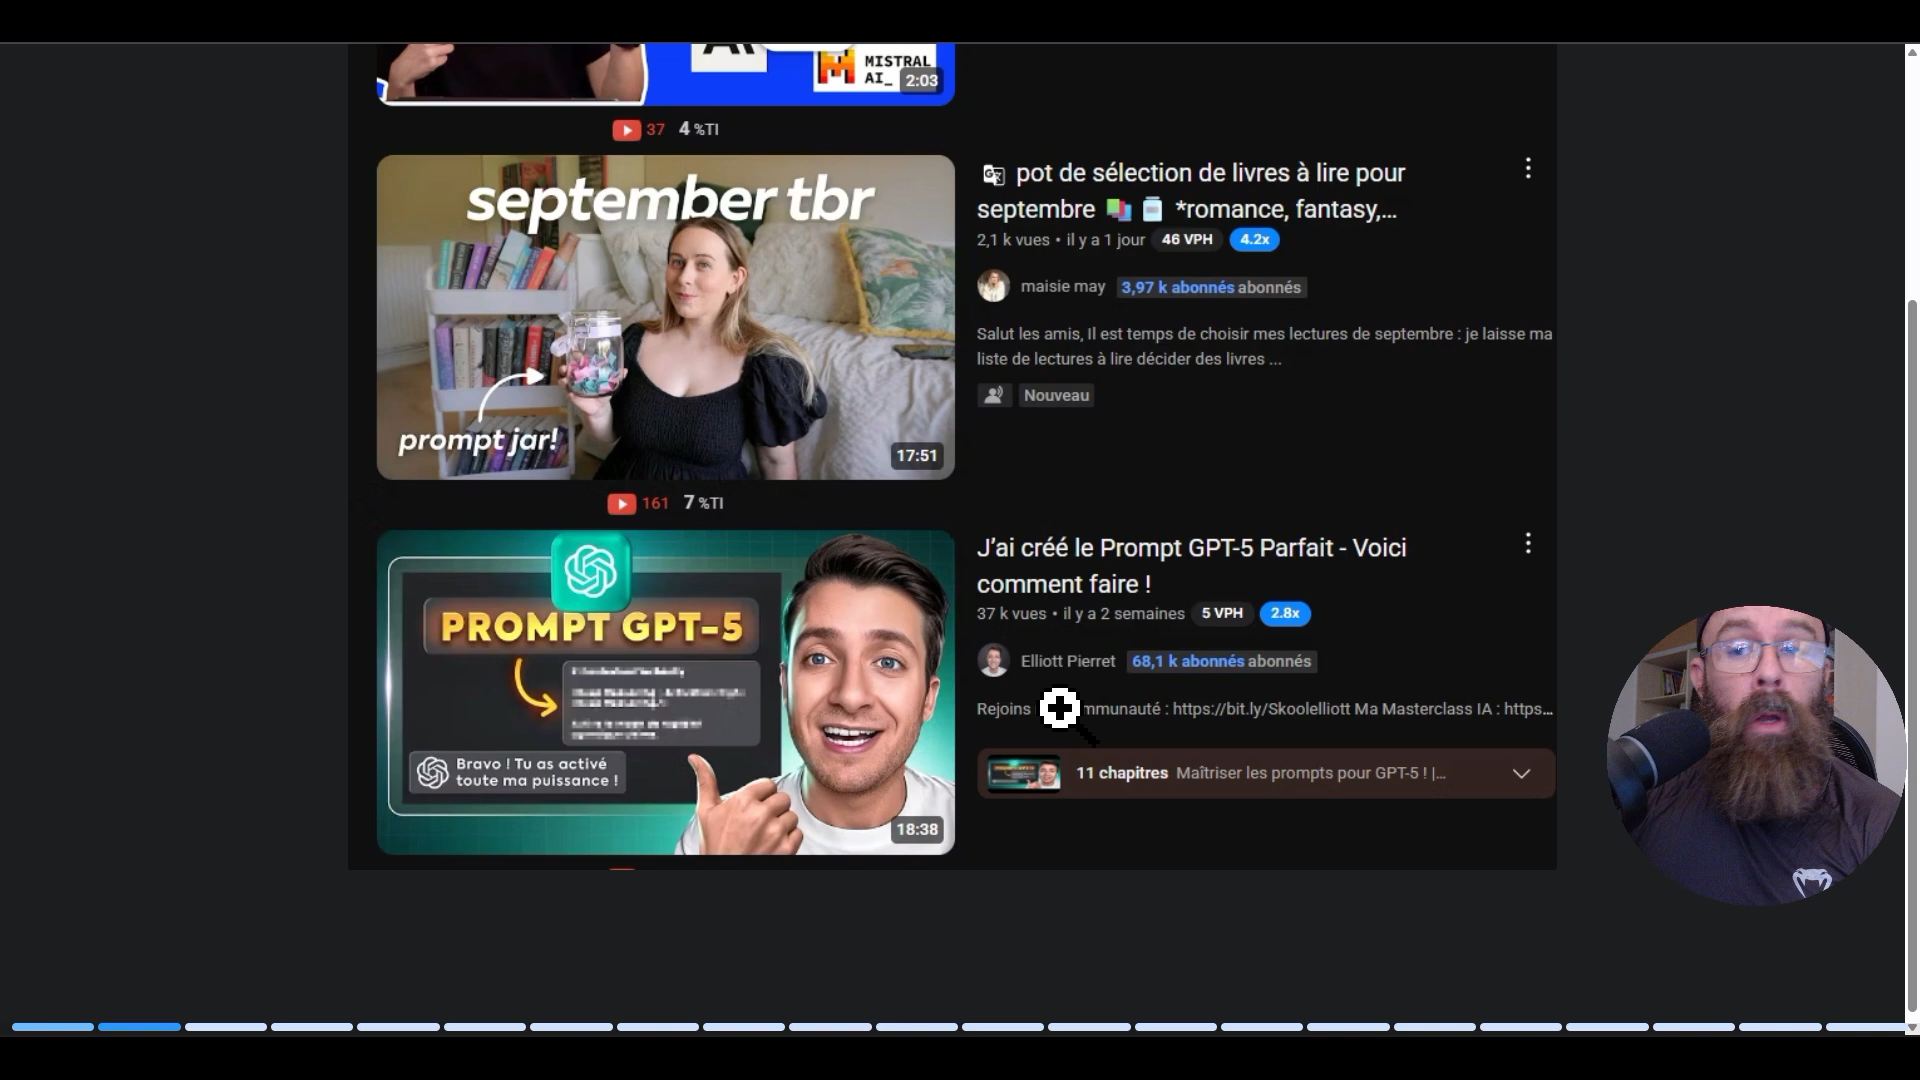 MISTRAL
AI_
2:03
37 4 %TI
september tbr
prompt jar!
17:51
pot de sélection de livres à lire pour
septembre *romance, fantasy,...
2,1 k vues • il y a 1 jour 46 VPH 4.2x
maisie may 3,97 k abonnés abonnés
Salut les amis, Il est temps de choisir mes lectures de septembre : je laisse ma
liste de lectures à lire décider des livres ...
Nouveau
161 7 %TI
PROMPT GPT-5
Bravo ! Tu as activé
toute ma puissance !
18:38
J'ai créé le Prompt GPT-5 Parfait - Voici
comment faire !
37 k vues • il y a 2 semaines 5 VPH 2.8x
Elliott Pierret 68,1 k abonnés abonnés
Rejoins mmunauté : https://bit.ly/Skoolelliott Ma Masterclass IA : https...
11 chapitres Maîtriser les prompts pour GPT-5 ! |...